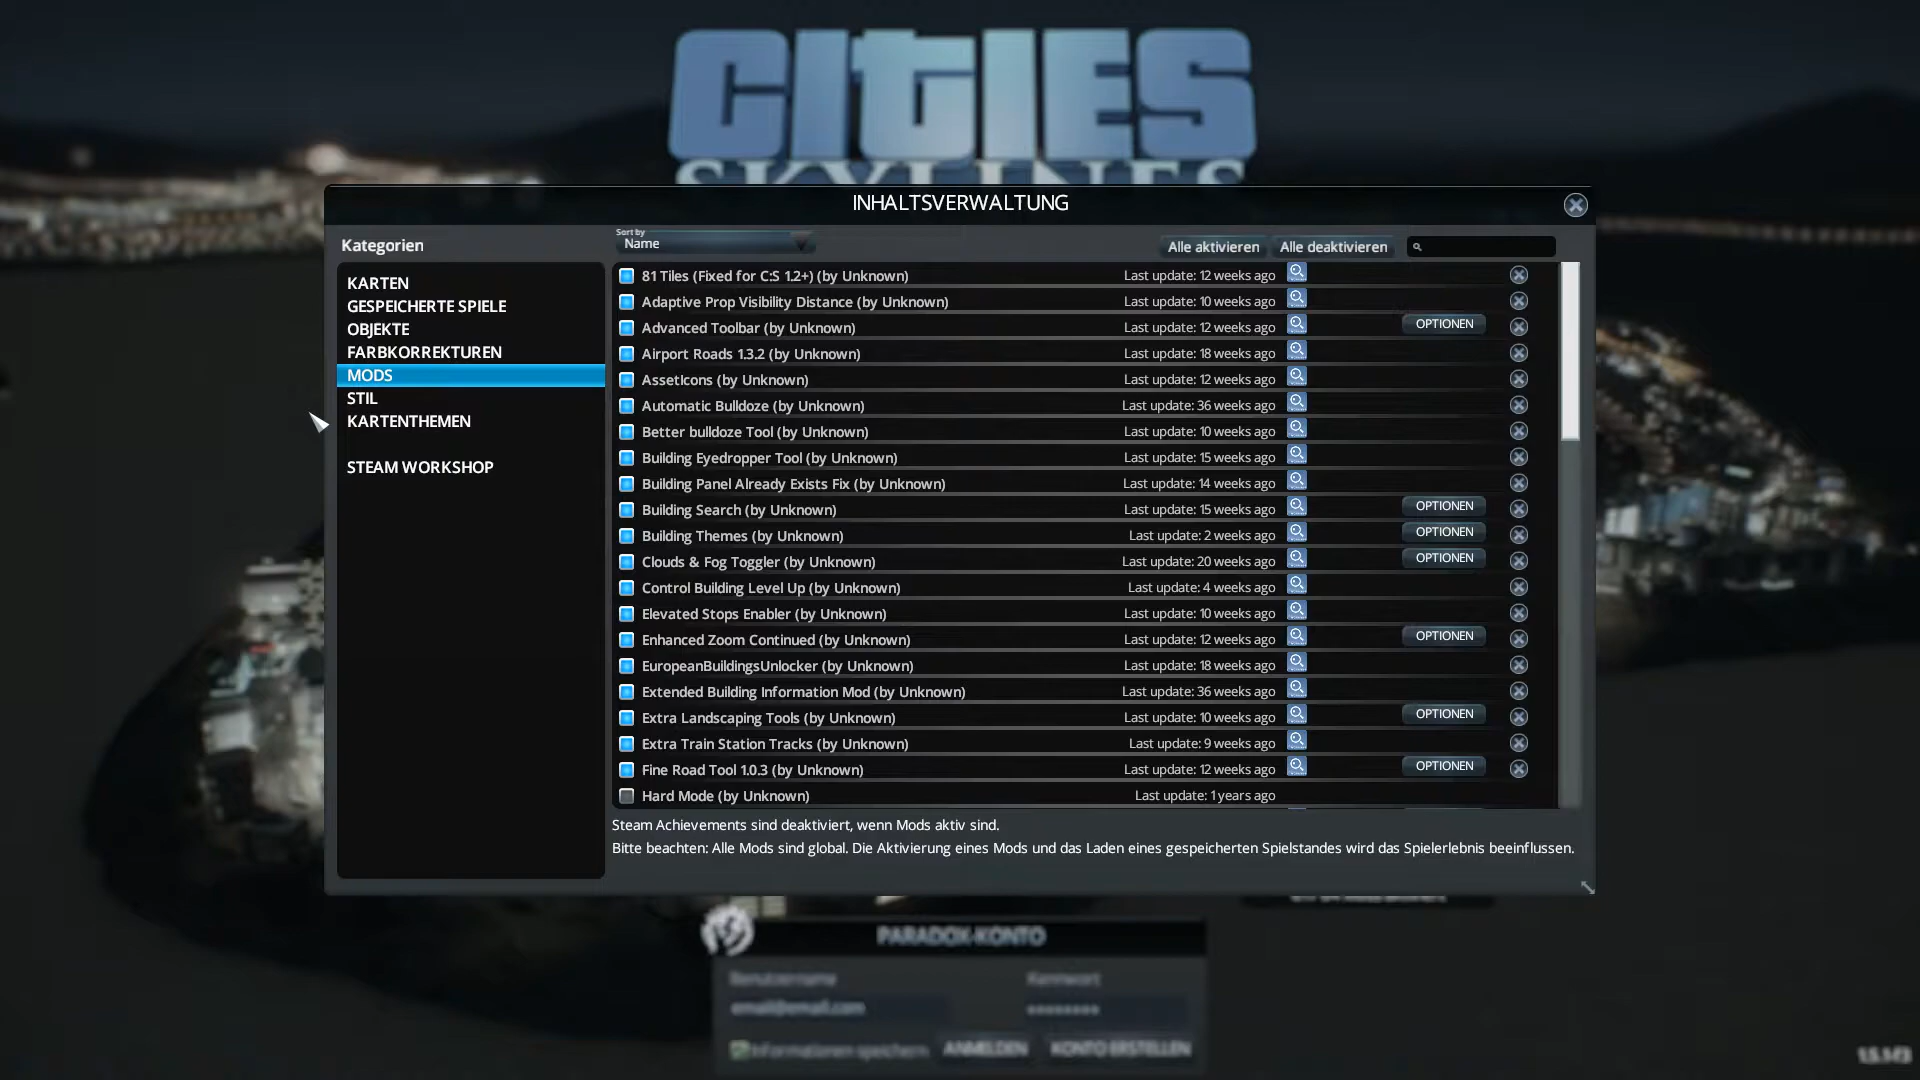 CITIES
SKYLINES
INHALTSVERWALTUNG
Kategorien
Sort by
Name
Alle aktivieren
Alle deaktivieren
KARTEN
GESPEICHERTE SPIELE
OBJEKTE
FARBKORREKTUREN
MODS
STIL
KARTENTHEMEN
STEAM WORKSHOP
81 Tiles (Fixed for C:S 1.2+) (by Unknown) Last update: 12 weeks ago
Adaptive Prop Visibility Distance (by Unknown) Last update: 10 weeks ago
Advanced Toolbar (by Unknown) Last update: 12 weeks ago OPTIONEN
Airport Roads 1.3.2 (by Unknown) Last update: 18 weeks ago
AssetIcons (by Unknown) Last update: 12 weeks ago
Automatic Bulldoze (by Unknown) Last update: 36 weeks ago
Better bulldoze Tool (by Unknown) Last update: 10 weeks ago
Building Eyedropper Tool (by Unknown) Last update: 15 weeks ago
Building Panel Already Exists Fix (by Unknown) Last update: 14 weeks ago
Building Search (by Unknown) Last update: 15 weeks ago OPTIONEN
Building Themes (by Unknown) Last update: 2 weeks ago OPTIONEN
Clouds & Fog Toggler (by Unknown) Last update: 20 weeks ago OPTIONEN
Control Building Level Up (by Unknown) Last update: 4 weeks ago
Elevated Stops Enabler (by Unknown) Last update: 10 weeks ago
Enhanced Zoom Continued (by Unknown) Last update: 12 weeks ago OPTIONEN
EuropeanBuildingsUnlocker (by Unknown) Last update: 18 weeks ago
Extended Building Information Mod (by Unknown) Last update: 36 weeks ago
Extra Landscaping Tools (by Unknown) Last update: 10 weeks ago OPTIONEN
Extra Train Station Tracks (by Unknown) Last update: 9 weeks ago
Fine Road Tool 1.0.3 (by Unknown) Last update: 12 weeks ago OPTIONEN
Hard Mode (by Unknown) Last update: 1 years ago
Steam Achievements sind deaktiviert, wenn Mods aktiv sind.
Bitte beachten: Alle Mods sind global. Die Aktivierung eines Mods und das Laden eines gespeicherten Spielstandes wird das Spielerlebnis beeinflussen.
PARADOX-KONTO
Benutzername Kennwort
email@email.com ********
Informationen speichern ANMELDEN KONTO ERSTELLEN